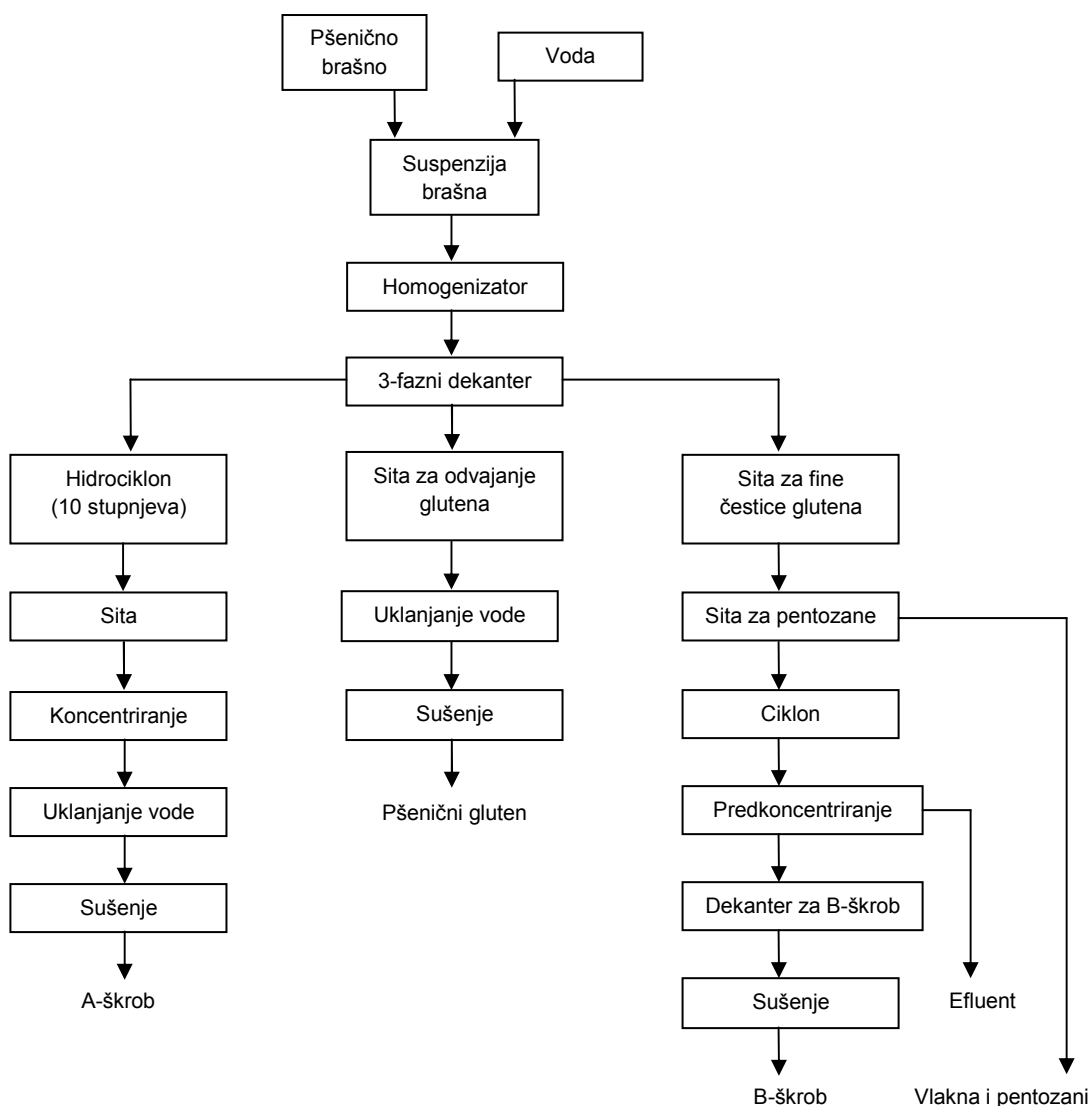 Pšenično
brašno
Voda
Suspenzija
brašna
Homogenizator
3-fazni dekanter
Hidrociklon
(10 stupnjeva)
Sita za odvajanje
glutena
Sita za fine
čestice glutena
Sita
Uklanjanje vode
Sita za pentozane
Koncentriranje
Sušenje
Ciklon
Uklanjanje vode
Pšenični gluten
Predkoncentriranje
Sušenje
Dekanter za B-škrob
A-škrob
Sušenje
Efluent
B-škrob
Vlakna i pentozani